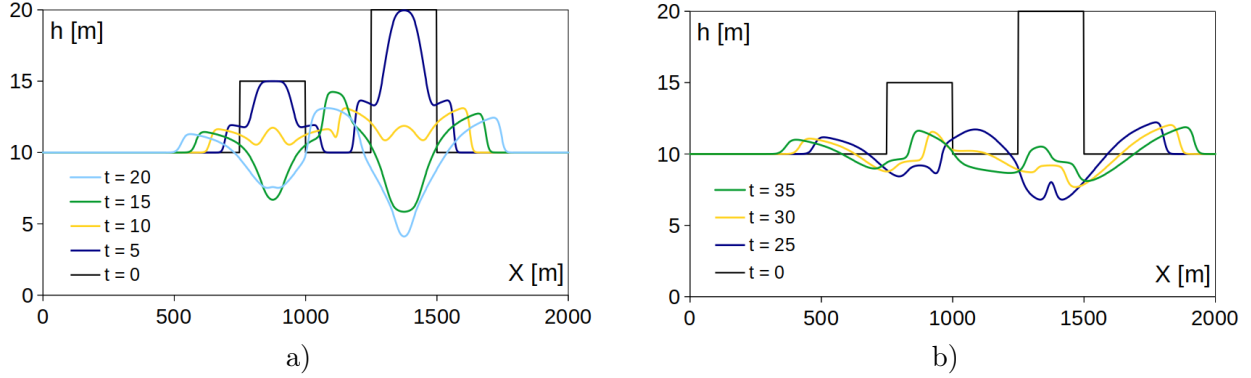 20
h [m]
15
10
t = 20
t = 15
t = 10
5
t = 5
t = 0
X [m]
0
0
500
1000
1500
2000
a)
20
h [m]
15
10
t = 35
t = 30
5
t = 25
t = 0
X [m]
0
0
500
1000
1500
2000
b)